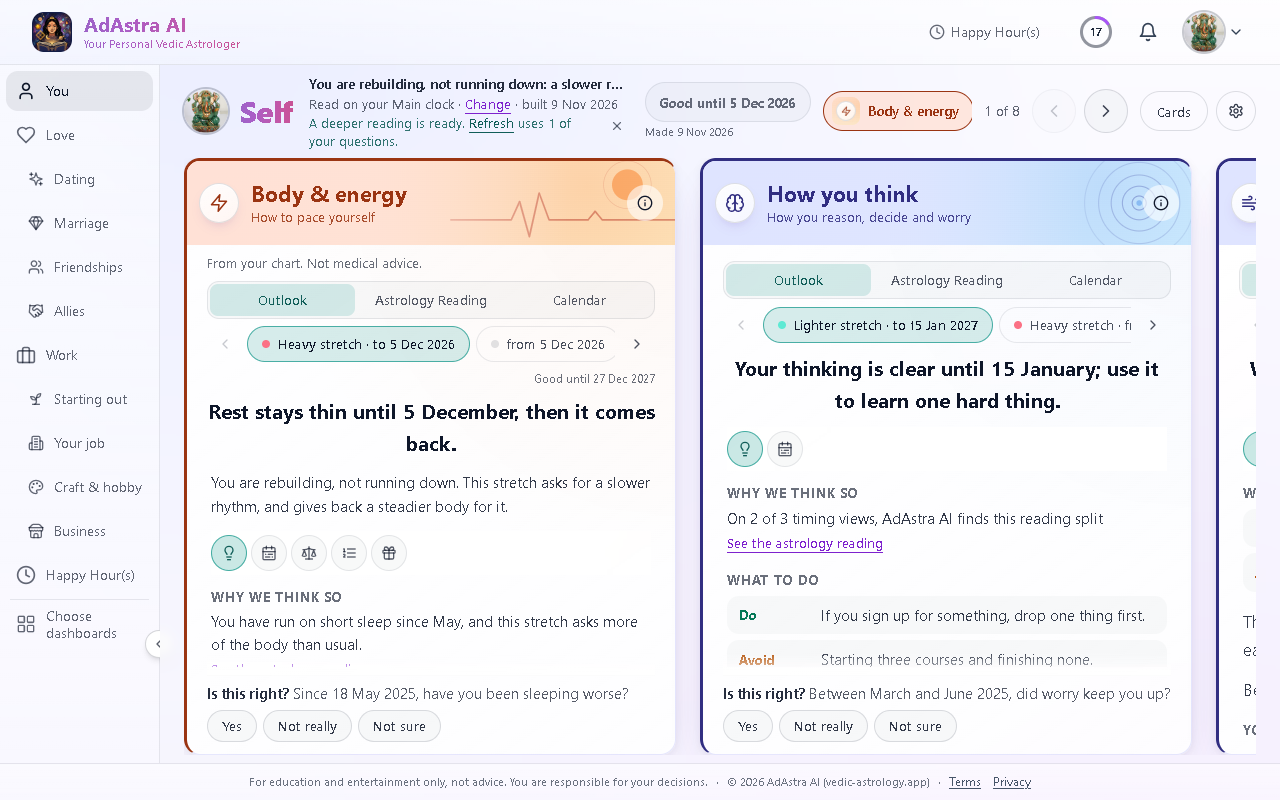 AdAstra AI
Your Personal Vedic Astrologer
Happy Hour(s)
17
You
Love
Dating
Marriage
Friendships
Allies
Work
Starting out
Your job
Craft & hobby
Business
Happy Hour(s)
Choose
dashboards
Self
You are rebuilding, not running down: a slower r...
Read on your Main clock · Change · built 9 Nov 2026
A deeper reading is ready. Refresh uses 1 of
your questions.
Good until 5 Dec 2026
Made 9 Nov 2026
Body & energy
1 of 8
Cards
Body & energy
How to pace yourself
From your chart. Not medical advice.
Outlook
Astrology Reading
Calendar
Heavy stretch · to 5 Dec 2026
from 5 Dec 2026
Good until 27 Dec 2027
Rest stays thin until 5 December, then it comes
back.
You are rebuilding, not running down. This stretch asks for a slower
rhythm, and gives back a steadier body for it.
WHY WE THINK SO
You have run on short sleep since May, and this stretch asks more
of the body than usual.
Is this right? Since 18 May 2025, have you been sleeping worse?
Yes
Not really
Not sure
How you think
How you reason, decide and worry
Outlook
Astrology Reading
Calendar
Lighter stretch · to 15 Jan 2027
Heavy stretch ·
Your thinking is clear until 15 January; use it
to learn one hard thing.
WHY WE THINK SO
On 2 of 3 timing views, AdAstra AI finds this reading split
See the astrology reading
WHAT TO DO
Do
If you sign up for something, drop one thing first.
Avoid
Starting three courses and finishing none.
Is this right? Between March and June 2025, did worry keep you up?
Yes
Not really
Not sure
For education and entertainment only, not advice. You are responsible for your decisions. · © 2026 AdAstra AI (vedic-astrology.app) · Terms Privacy